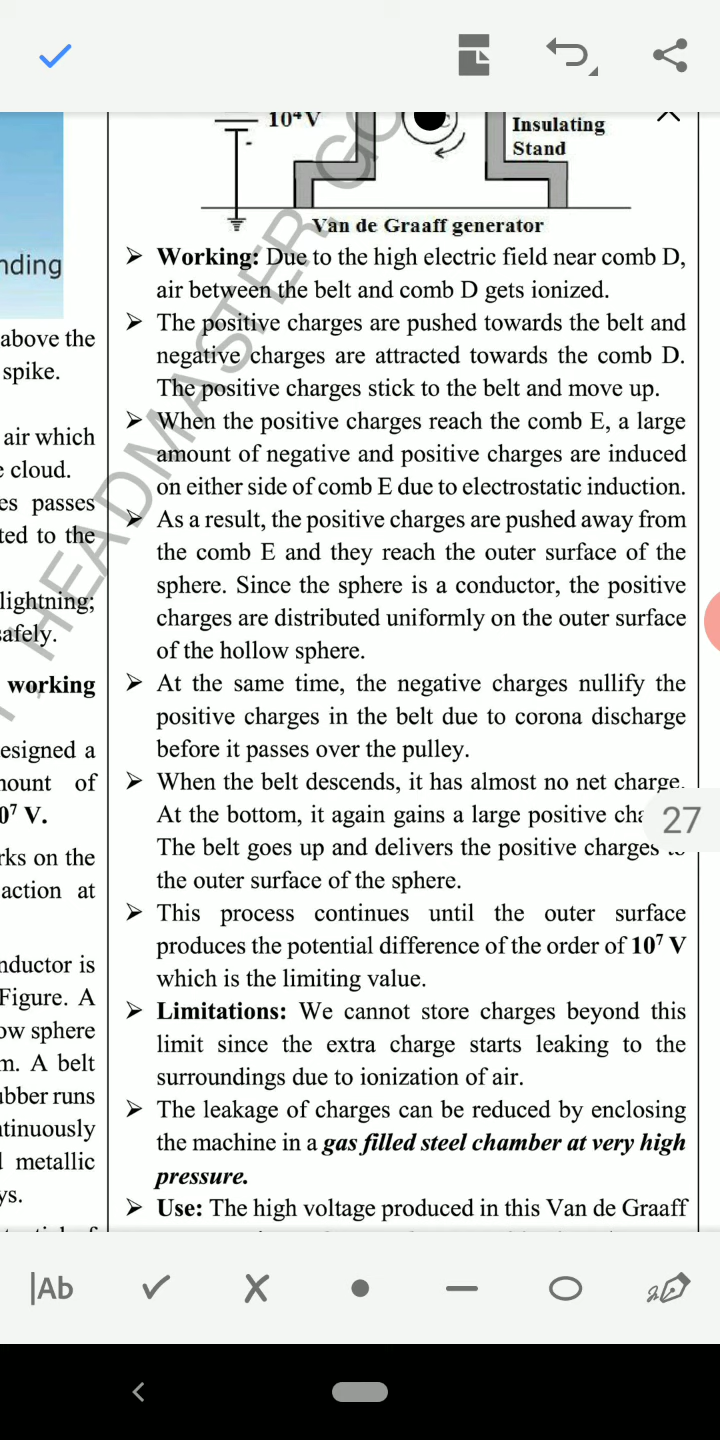 10⁴ V
Insulating
Stand
Van de Graaff generator
nding
above the
spike.
air which
e cloud.
es passes
ted to the
lightning;
afely.
working
esigned a
nount of
0⁷ V.
rks on the
action at
nductor is
Figure. A
ow sphere
m. A belt
ubber runs
ntinuously
l metallic
ys.
➢ Working: Due to the high electric field near comb D,
air between the belt and comb D gets ionized.
➢ The positive charges are pushed towards the belt and
negative charges are attracted towards the comb D.
The positive charges stick to the belt and move up.
➢ When the positive charges reach the comb E, a large
amount of negative and positive charges are induced
on either side of comb E due to electrostatic induction.
➢ As a result, the positive charges are pushed away from
the comb E and they reach the outer surface of the
sphere. Since the sphere is a conductor, the positive
charges are distributed uniformly on the outer surface
of the hollow sphere.
➢ At the same time, the negative charges nullify the
positive charges in the belt due to corona discharge
before it passes over the pulley.
➢ When the belt descends, it has almost no net charge.
At the bottom, it again gains a large positive cha
The belt goes up and delivers the positive charges to
the outer surface of the sphere.
➢ This process continues until the outer surface
produces the potential difference of the order of 10⁷ V
which is the limiting value.
➢ Limitations: We cannot store charges beyond this
limit since the extra charge starts leaking to the
surroundings due to ionization of air.
➢ The leakage of charges can be reduced by enclosing
the machine in a gas filled steel chamber at very high
pressure.
➢ Use: The high voltage produced in this Van de Graaff
HEADMASTER, GO
27
|Ab